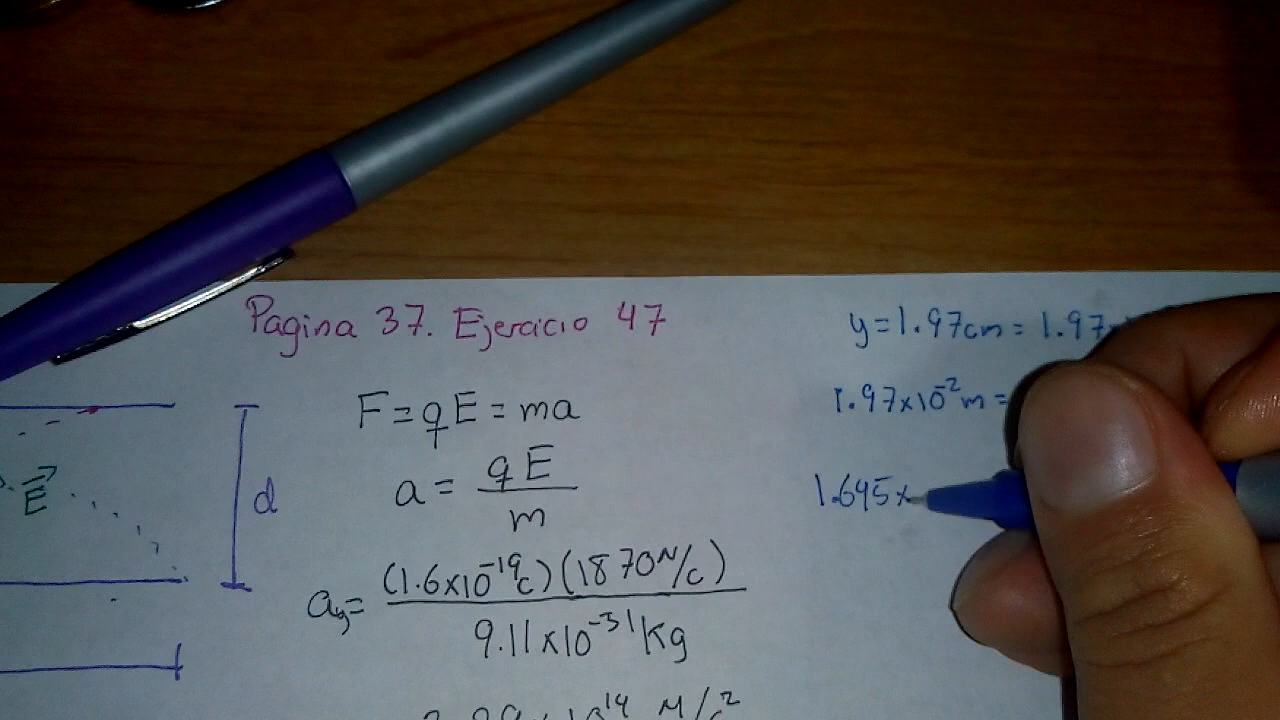 Pagina 37. Ejercicio 47
E
d
F = qE = ma
a = qE
m
ay = (1.6x10⁻¹⁹c)(1870 N/c)
9.11x10⁻³¹Kg
y = 1.97cm = 1.97
1.97x10⁻²m =
1.645x